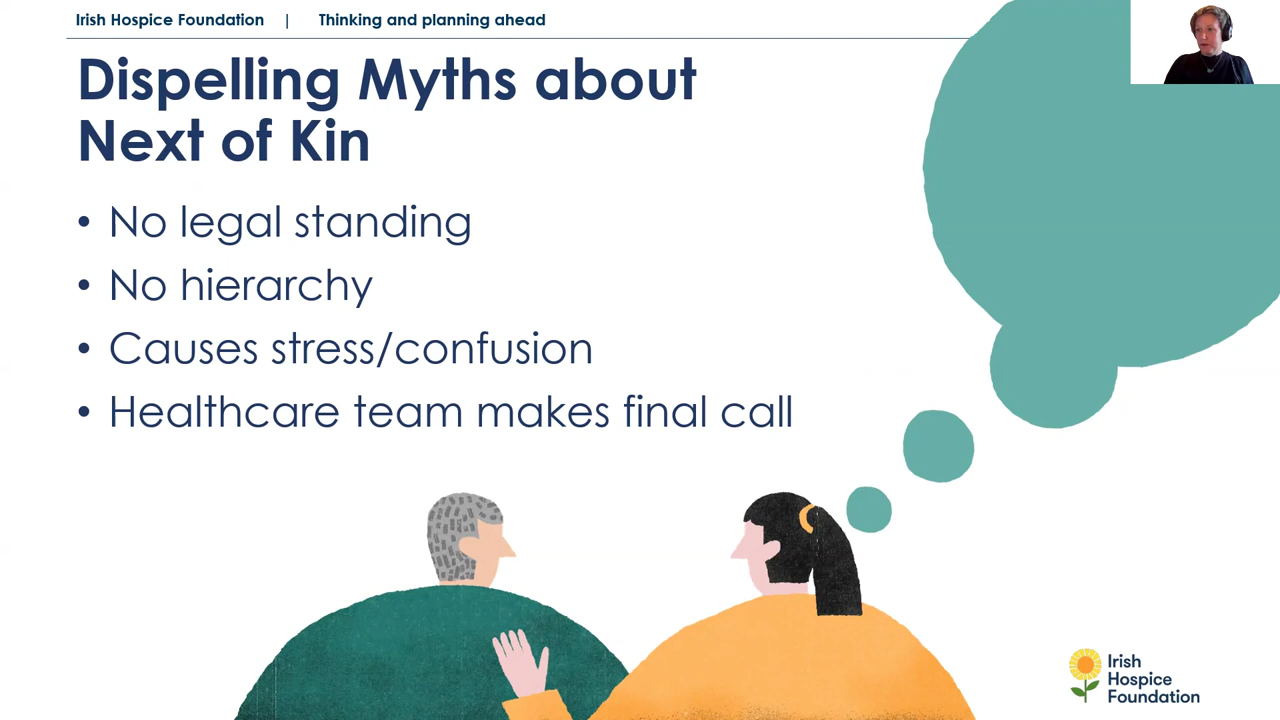 Irish Hospice Foundation | Thinking and planning ahead
Dispelling Myths about
Next of Kin
• No legal standing
• No hierarchy
• Causes stress/confusion
• Healthcare team makes final call
Irish
Hospice
Foundation